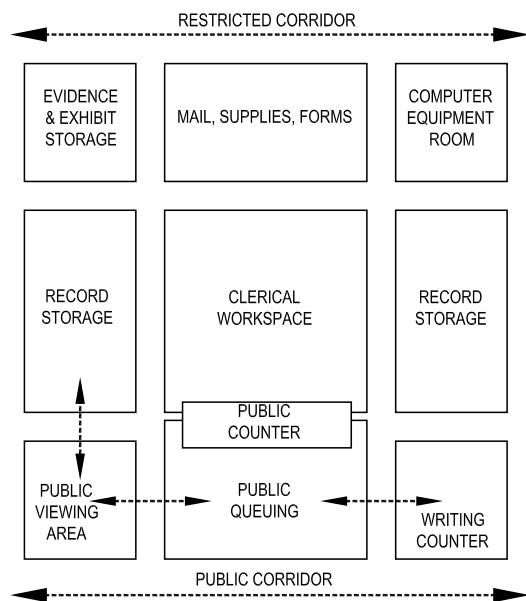 RESTRICTED CORRIDOR
EVIDENCE
& EXHIBIT
STORAGE
MAIL, SUPPLIES, FORMS
COMPUTER
EQUIPMENT
ROOM
RECORD
STORAGE
CLERICAL
WORKSPACE
RECORD
STORAGE
PUBLIC
COUNTER
PUBLIC
VIEWING
AREA
PUBLIC
QUEUING
WRITING
COUNTER
PUBLIC CORRIDOR